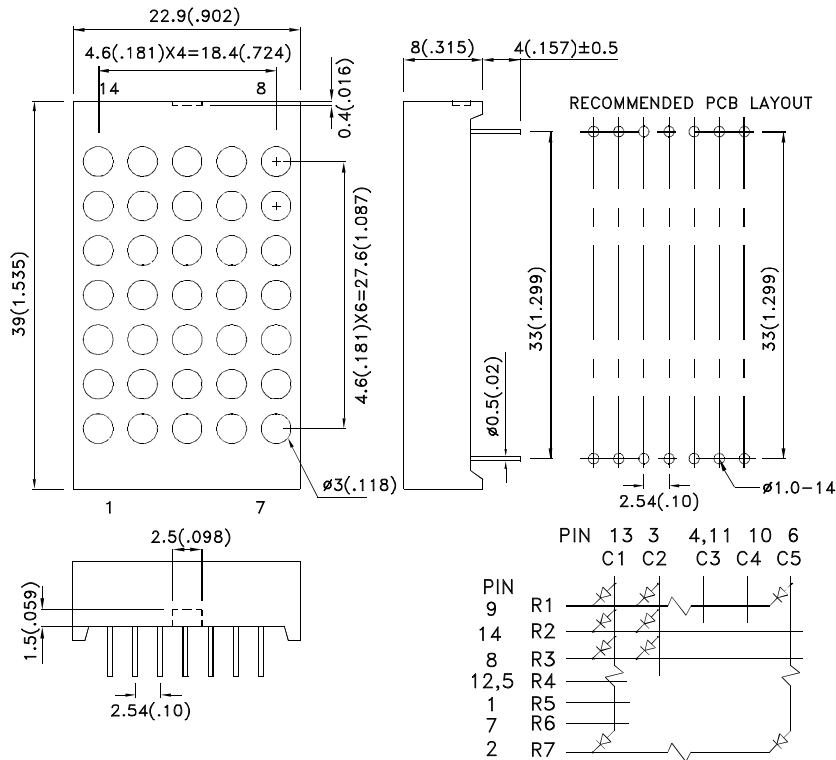 22.9(.902)
4.6(.181)X4=18.4(.724)
14 8
0.4(.016)
39(1.535)
4.6(.181)X6=27.6(1.087)
ø3(.118)
1 7
8(.315) 4(.157)±0.5
33(1.299)
ø0.5(.02)
RECOMMENDED PCB LAYOUT
33(1.299)
2.54(.10)
ø1.0-14
2.5(.098)
1.5(.059)
2.54(.10)
PIN 13 3 4,11 10 6
C1 C2 C3 C4 C5
PIN
9 R1
14 R2
8 R3
12,5 R4
1 R5
7 R6
2 R7